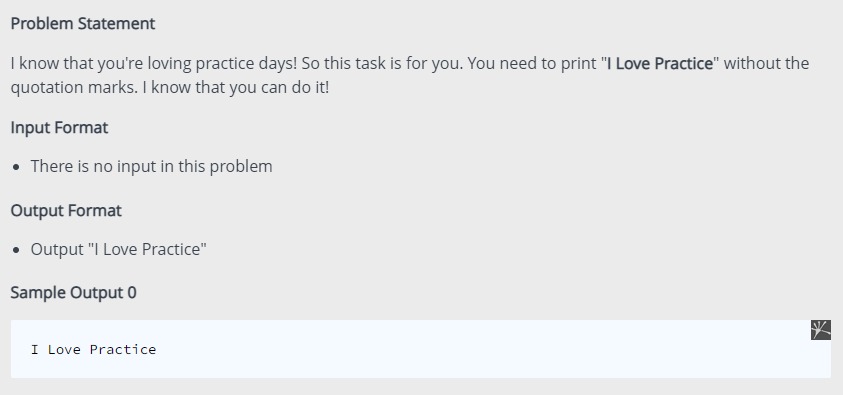 Problem Statement
I know that you're loving practice days! So this task is for you. You need to print "I Love Practice" without the
quotation marks. I know that you can do it!
Input Format
• There is no input in this problem
Output Format
• Output "I Love Practice"
Sample Output 0
I Love Practice